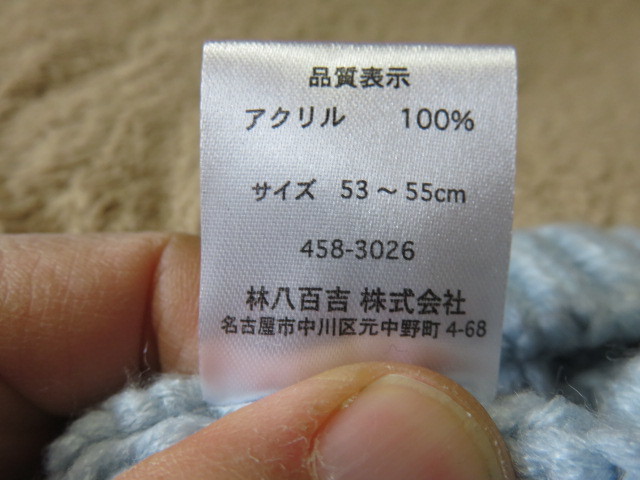 品質表示
アクリル 100%
サイズ 53 ~ 55cm
458-3026
林八百吉 株式会社
名古屋市中川区元中野町 4-68